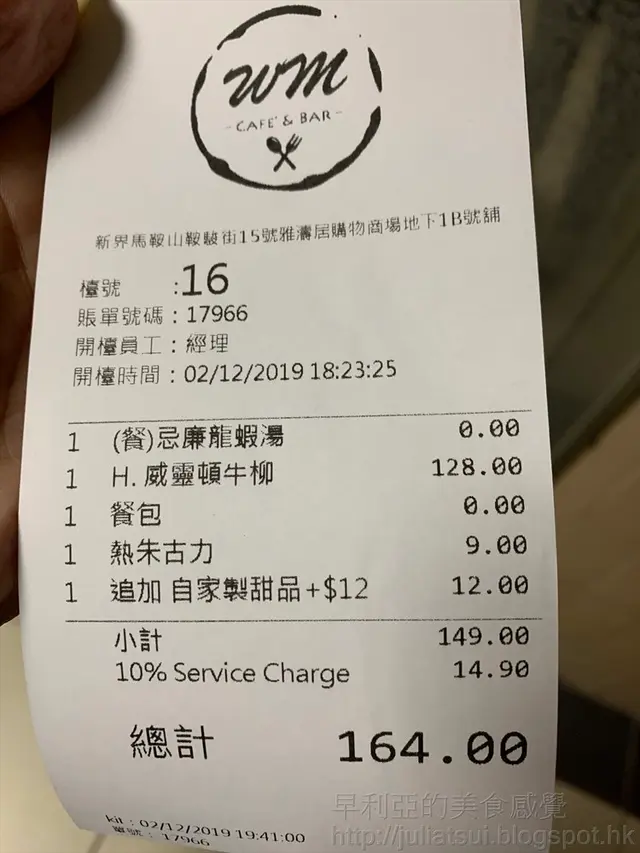 wm
CAFE' & BAR
新界馬鞍山鞍駿街15號雅濤居購物商場地下1B號舖
檯號 :16
賬單號碼：17966
開檯員工：經理
開檯時間：02/12/2019 18:23:25
1 (餐)忌廉龍蝦湯 0.00
1 H. 威靈頓牛柳 128.00
1 餐包 0.00
1 熱朱古力 9.00
1 追加 自家製甜品+$12 12.00
小計 149.00
10% Service Charge 14.90
總計 164.00
kit : 02/12/2019 19:41:00
單號：17966
早利亞的美食感覺
http://juliatsui.blogspot.hk